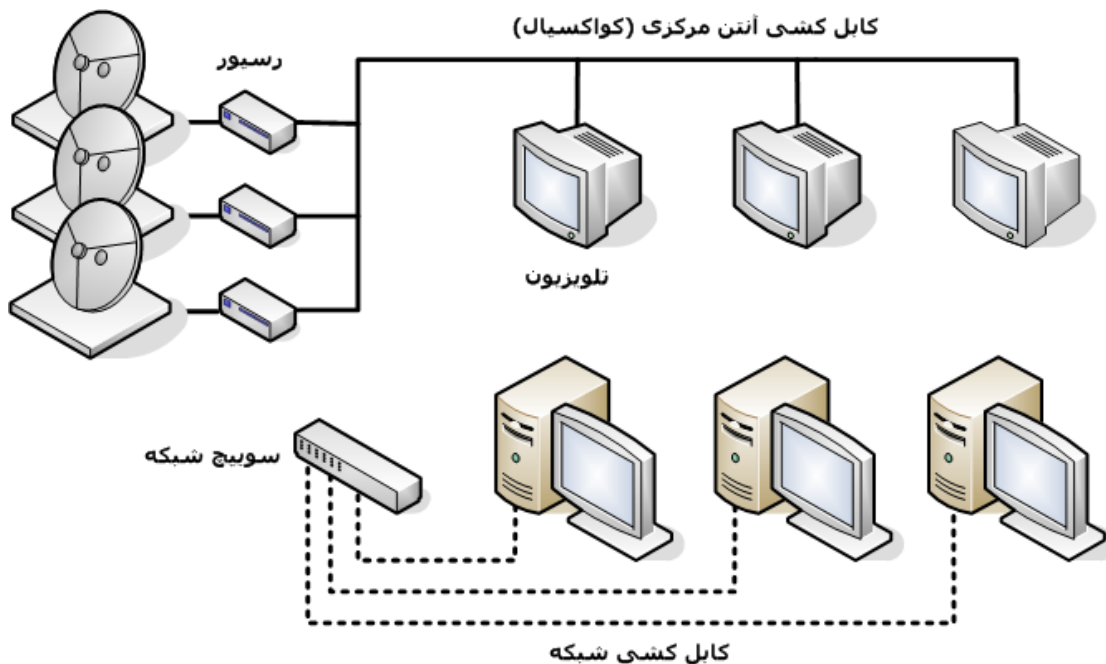 کابل کشی آنتن مرکزی (کواکسیال)
رسیور
تلویزیون
سوییچ شبکه
کابل کشی شبکه